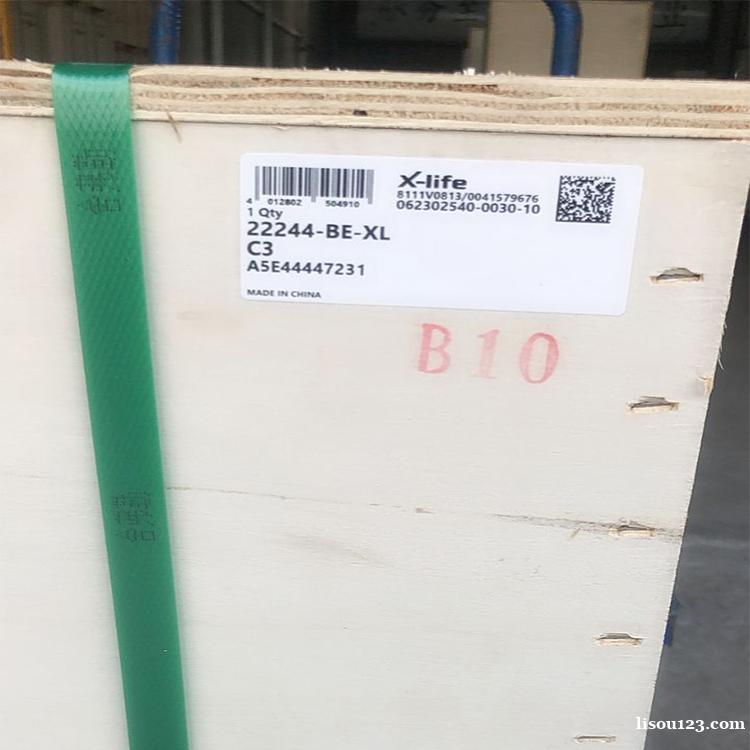 4 012802 504910
X-life
8111V0813/0041579676
062302540-0030-10
1 Qty
22244-BE-XL
C3
A5E44447231
MADE IN CHINA
B10
lisou123.com